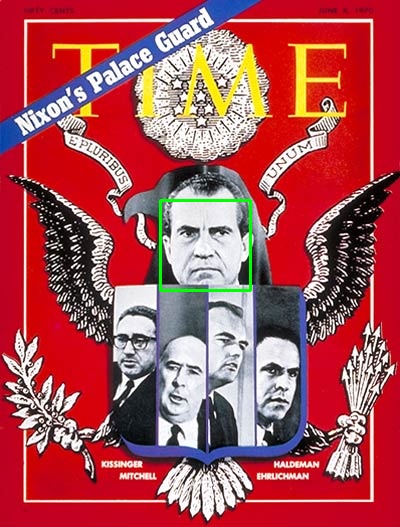 FIFTY CENTS
JUNE 8, 1970
Nixon's Palace Guard
TIME
E PLURIBUS
UNUM
KISSINGER
HALDEMAN
MITCHELL
EHRLICHMAN